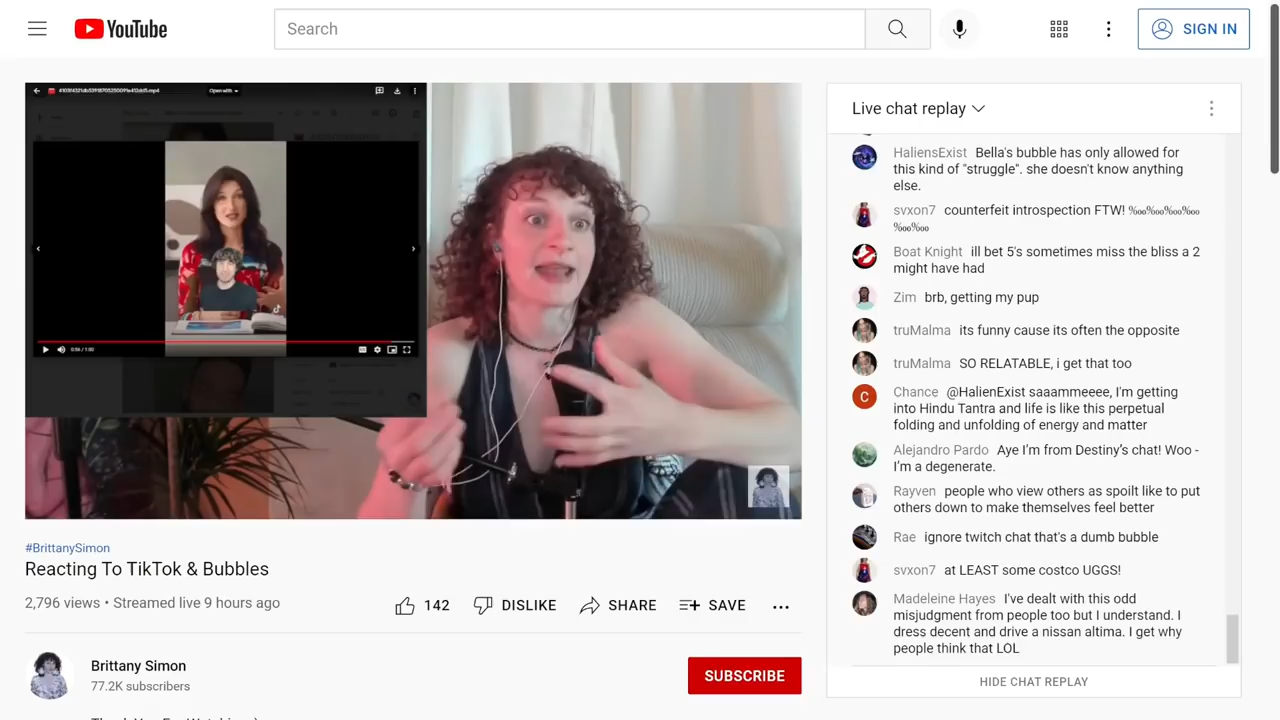 YouTube
Search
SIGN IN
Open with
0:56 / 1:00
#BrittanySimon
Reacting To TikTok & Bubbles
2,796 views • Streamed live 9 hours ago
142
DISLIKE
SHARE
SAVE
Brittany Simon
77.2K subscribers
SUBSCRIBE
Live chat replay
HaliensExist Bella's bubble has only allowed for
this kind of "struggle". she doesn't know anything
else.
svxon7 counterfeit introspection FTW! ‱‱‱‱
‱‱
Boat Knight ill bet 5's sometimes miss the bliss a 2
might have had
Zim brb, getting my pup
truMalma its funny cause its often the opposite
truMalma SO RELATABLE, i get that too
C
Chance @HalienExist saaammeeee, I'm getting
into Hindu Tantra and life is like this perpetual
folding and unfolding of energy and matter
Alejandro Pardo Aye I'm from Destiny's chat! Woo -
I'm a degenerate.
Rayven people who view others as spoilt like to put
others down to make themselves feel better
Rae ignore twitch chat that's a dumb bubble
svxon7 at LEAST some costco UGGS!
Madeleine Hayes I've dealt with this odd
misjudgment from people too but I understand. I
dress decent and drive a nissan altima. I get why
people think that LOL
HIDE CHAT REPLAY